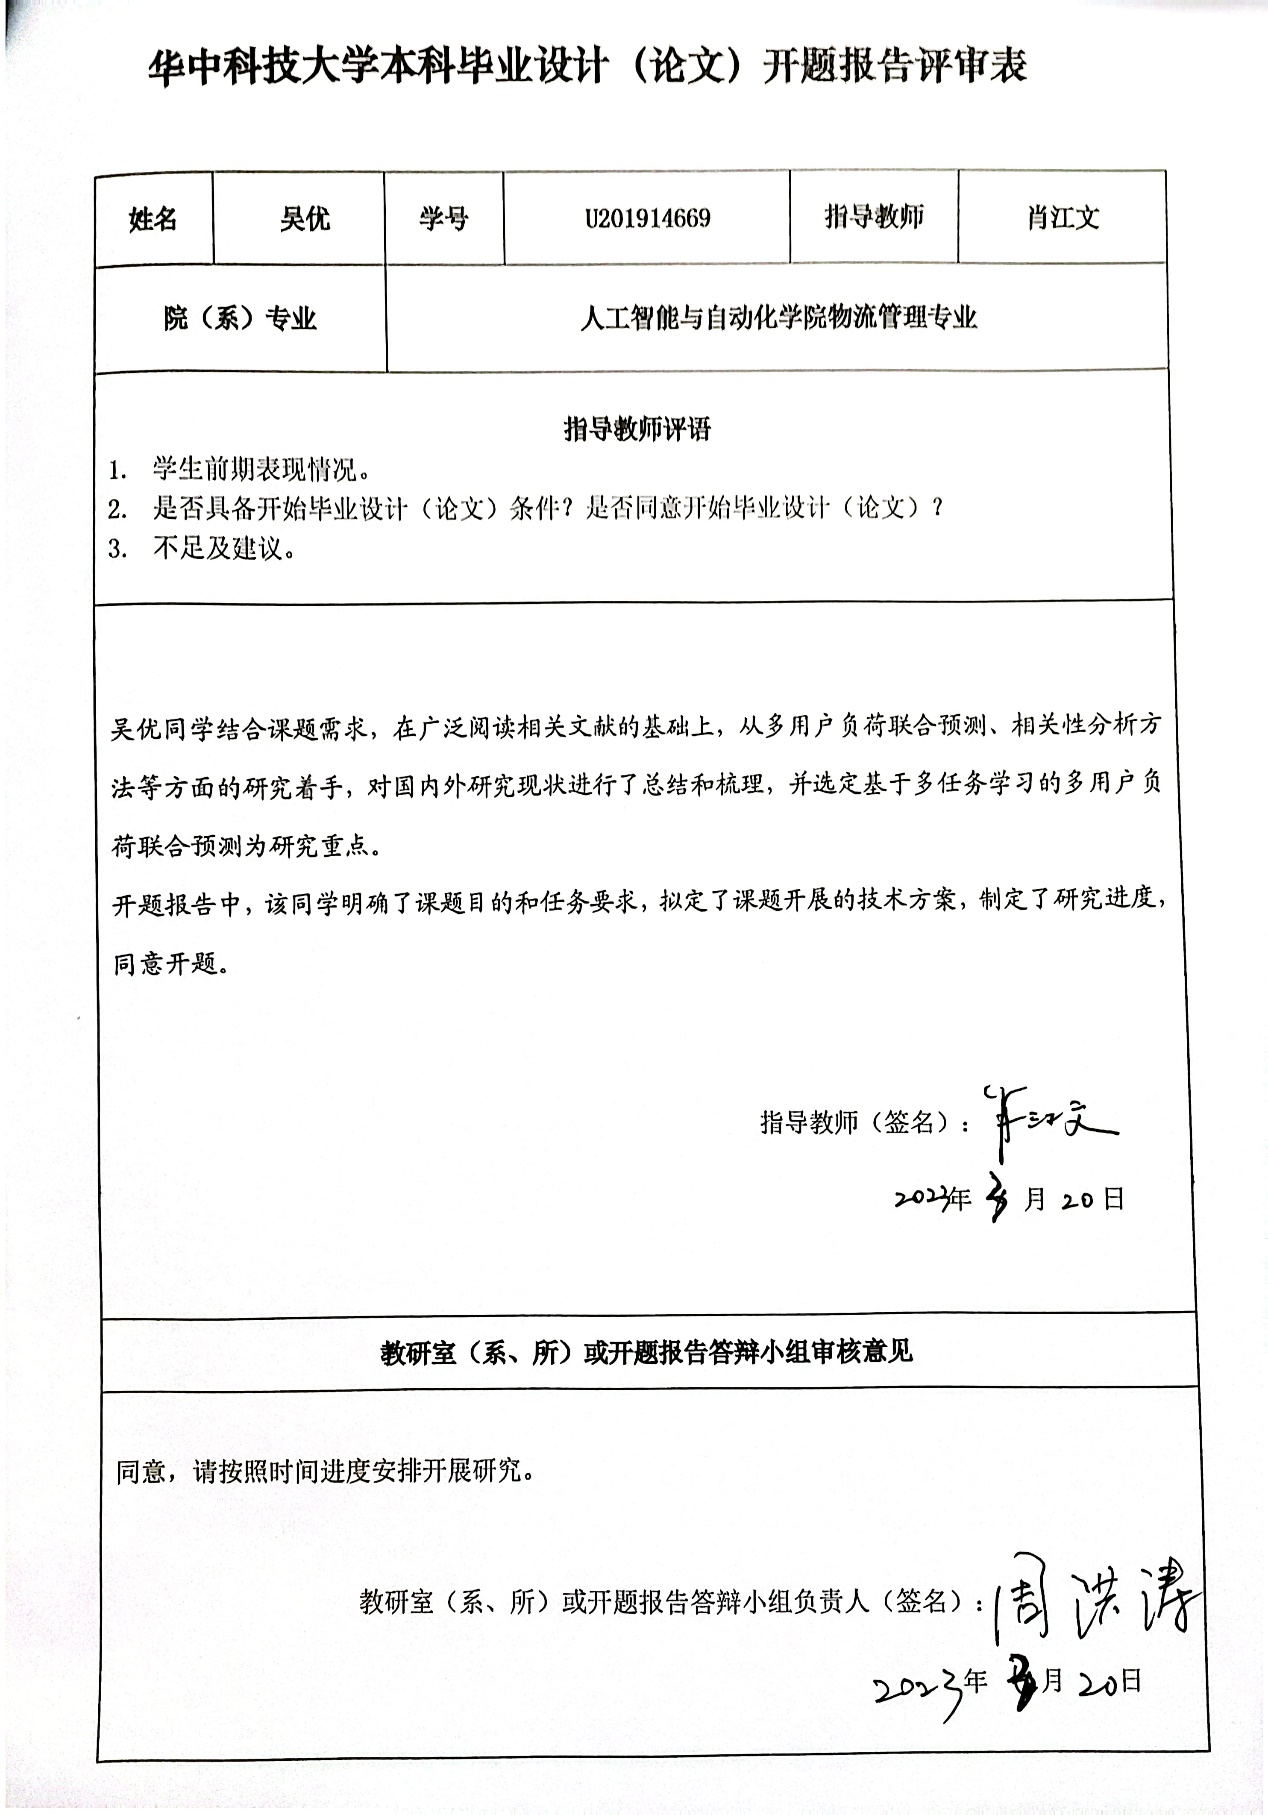 华中科技大学本科毕业设计（论文）开题报告评审表
姓名 吴优 学号 U201914669 指导教师 肖江文
院（系）专业 人工智能与自动化学院物流管理专业
指导教师评语
1. 学生前期表现情况。
2. 是否具备开始毕业设计（论文）条件？是否同意开始毕业设计（论文）？
3. 不足及建议。
吴优同学结合课题需求，在广泛阅读相关文献的基础上，从多用户负荷联合预测、相关性分析方
法等方面的研究着手，对国内外研究现状进行了总结和梳理，并选定基于多任务学习的多用户负
荷联合预测为研究重点。
开题报告中，该同学明确了课题目的和任务要求，拟定了课题开展的技术方案，制定了研究进度，
同意开题。
指导教师（签名）：肖江文
2023年 月 20日
教研室（系、所）或开题报告答辩小组审核意见
同意，请按照时间进度安排开展研究。
教研室（系、所）或开题报告答辩小组负责人（签名）：周洪涛
2023年 月 20日